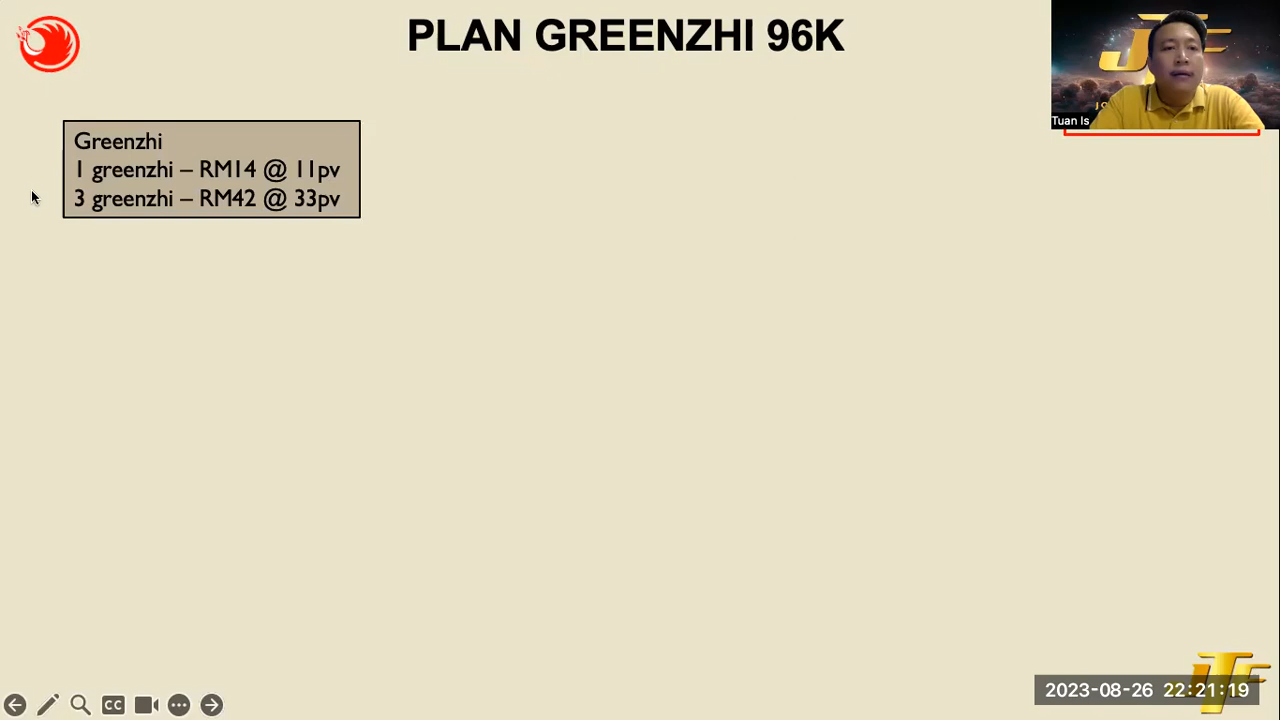 PLAN GREENZHI 96K
Tuan Is
Greenzhi
1 greenzhi – RM14 @ 11pv
3 greenzhi – RM42 @ 33pv
CC
2023-08-26 22:21:19